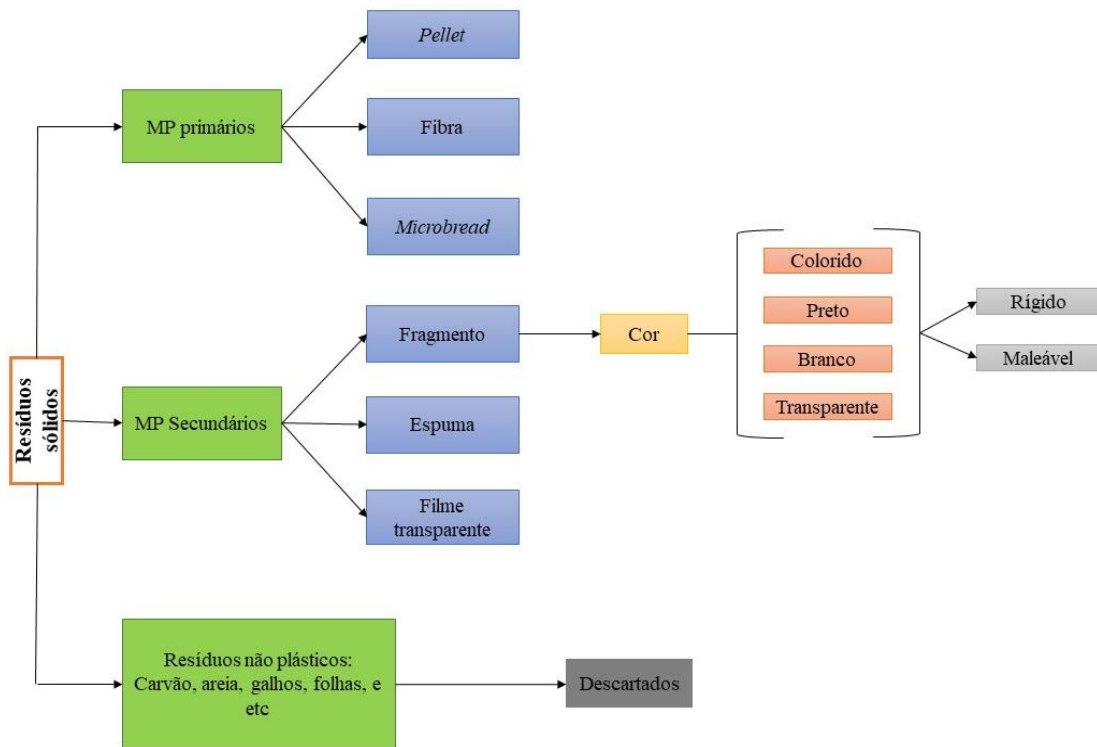 Resíduos
sólidos
MP primários
Pellet
Fibra
Microbread
MP Secundários
Fragmento
Espuma
Filme
transparente
Cor
Colorido
Preto
Branco
Transparente
Rígido
Maleável
Resíduos não plásticos:
Carvão, areia, galhos, folhas, e
etc
Descartados